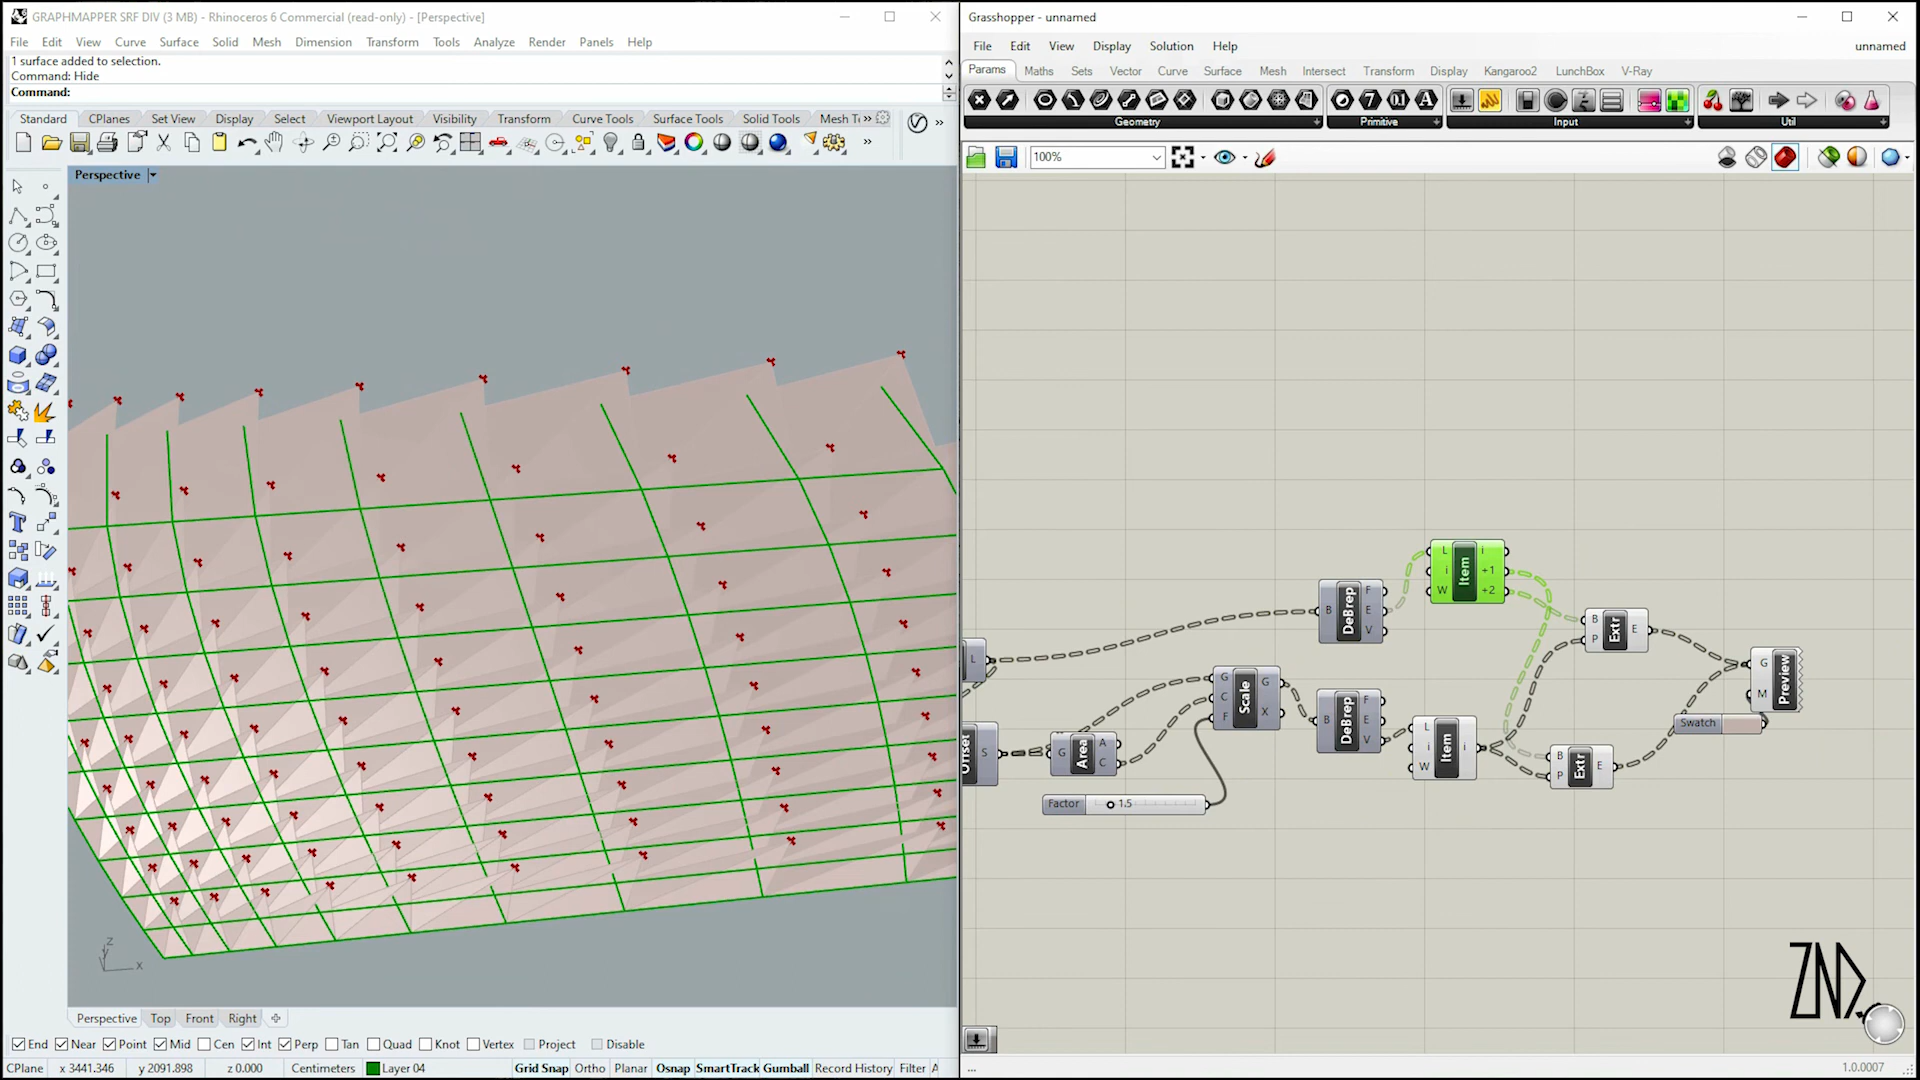 GRAPHMAPPER SRF DIV (3 MB) - Rhinoceros 6 Commercial (read-only) - [Perspective]
File Edit View Curve Surface Solid Mesh Dimension Transform Tools Analyze Render Panels Help
1 surface added to selection.
Command: Hide
Command:
Standard CPlanes Set View Display Select Viewport Layout Visibility Transform Curve Tools Surface Tools Solid Tools Mesh To »
Perspective
z
x
Perspective Top Front Right
End Near Point Mid Cen Int Perp Tan Quad Knot Vertex Project Disable
CPlane x 3441.346 y 2091.898 z 0.000 Centimeters Layer 04 Grid Snap Ortho Planar Osnap SmartTrack Gumball Record History Filter A
Grasshopper - unnamed
File Edit View Display Solution Help unnamed
Params Maths Sets Vector Curve Surface Mesh Intersect Transform Display Kangaroo2 LunchBox V-Ray
Geometry + Primitive + Input + Util +
100%
L i W Item i +1 +2
B DeBrep F E V
B P Extr E
L
G C F Scale G X
G M Preview
B DeBrep F E V
L i W Item i
Swatch
Offset S
G Area A C
B P Extr E
Factor 1.5
ZND
1.0.0007